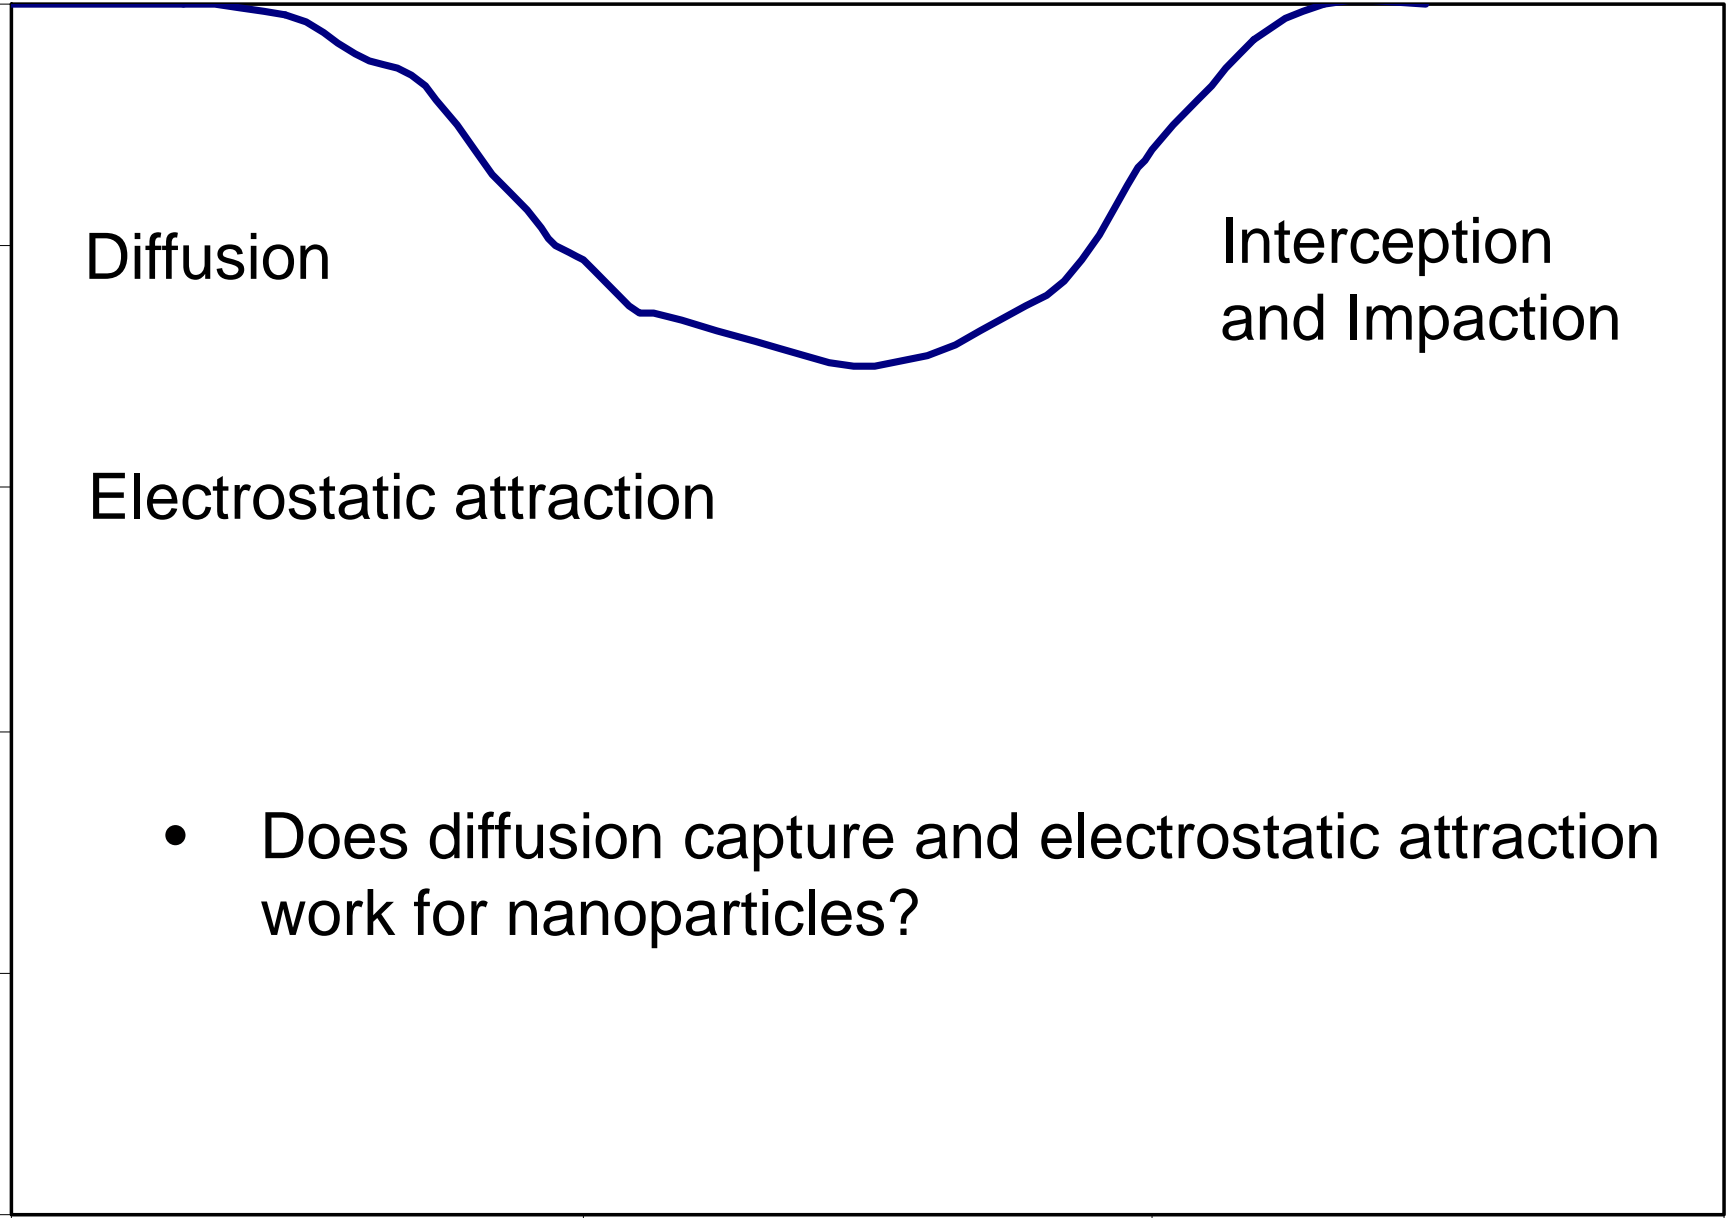 Diffusion
Interception
and Impaction
Electrostatic attraction
• Does diffusion capture and electrostatic attraction
work for nanoparticles?